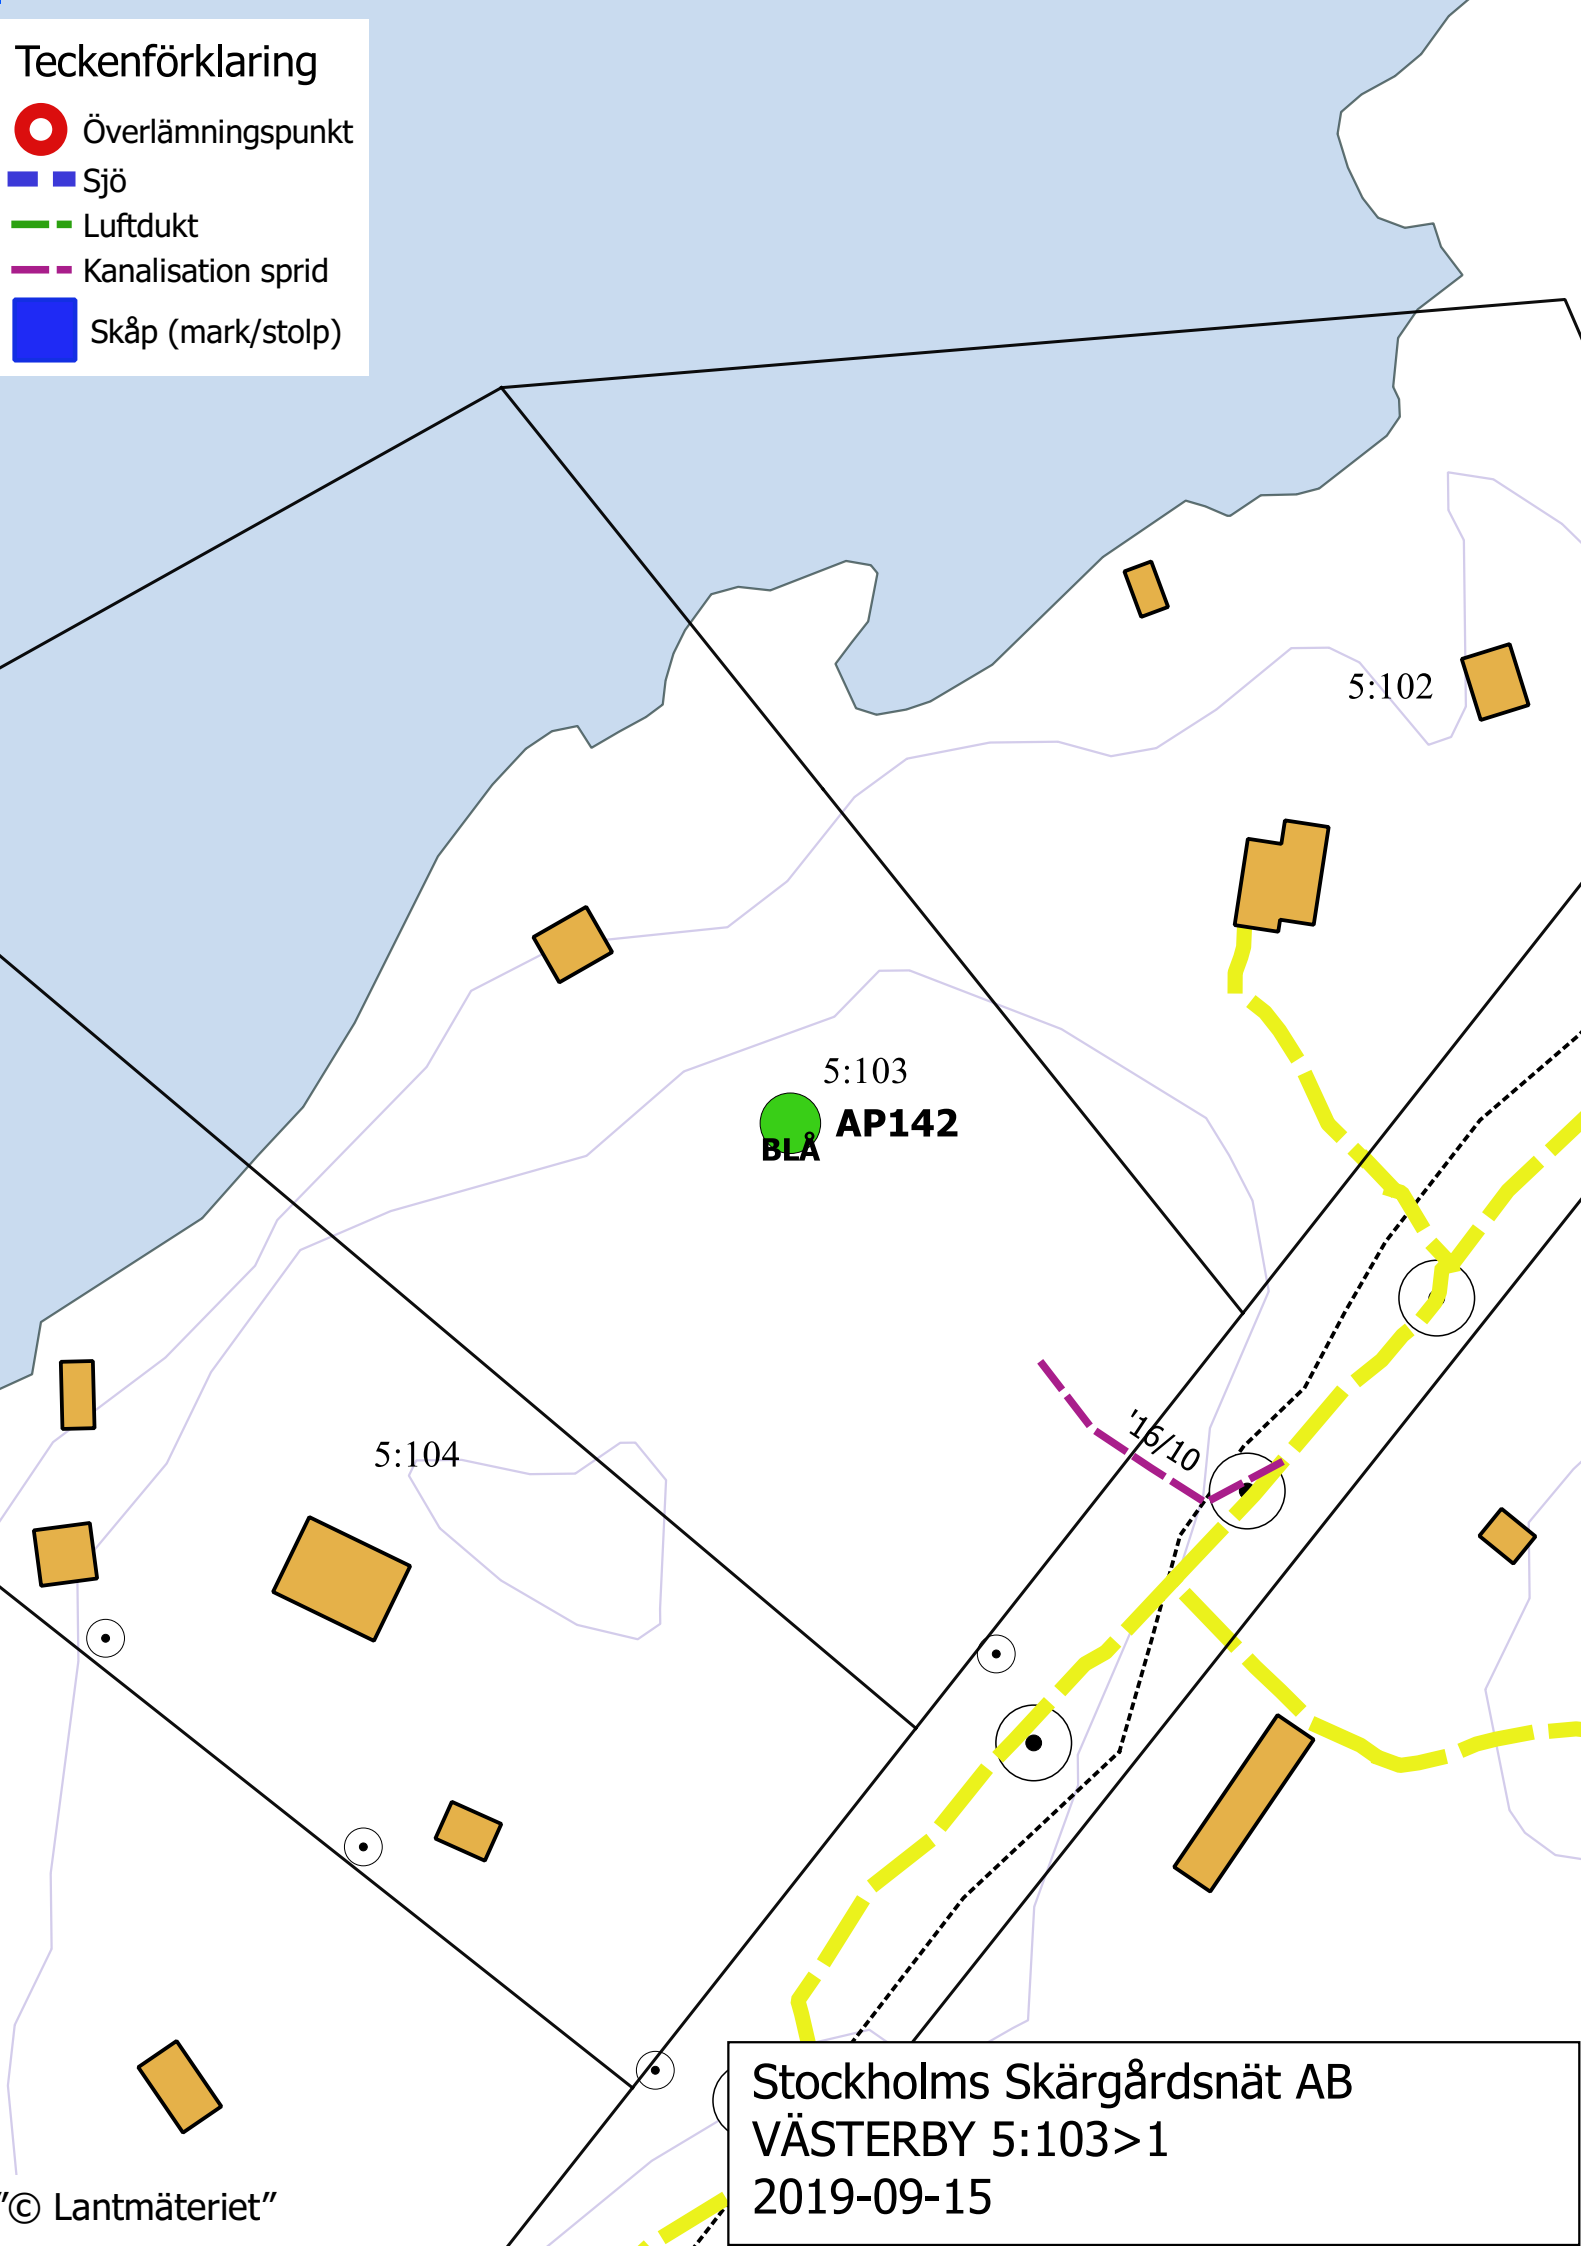 Teckenförklaring
Överlämningspunkt
Sjö
Luftdukt
Kanalisation sprid
Skåp (mark/stolp)
5:102
5:103
AP142
BLÅ
'16/10
5:104
Stockholms Skärgårdsnät AB
VÄSTERBY 5:103>1
2019-09-15
"© Lantmäteriet"